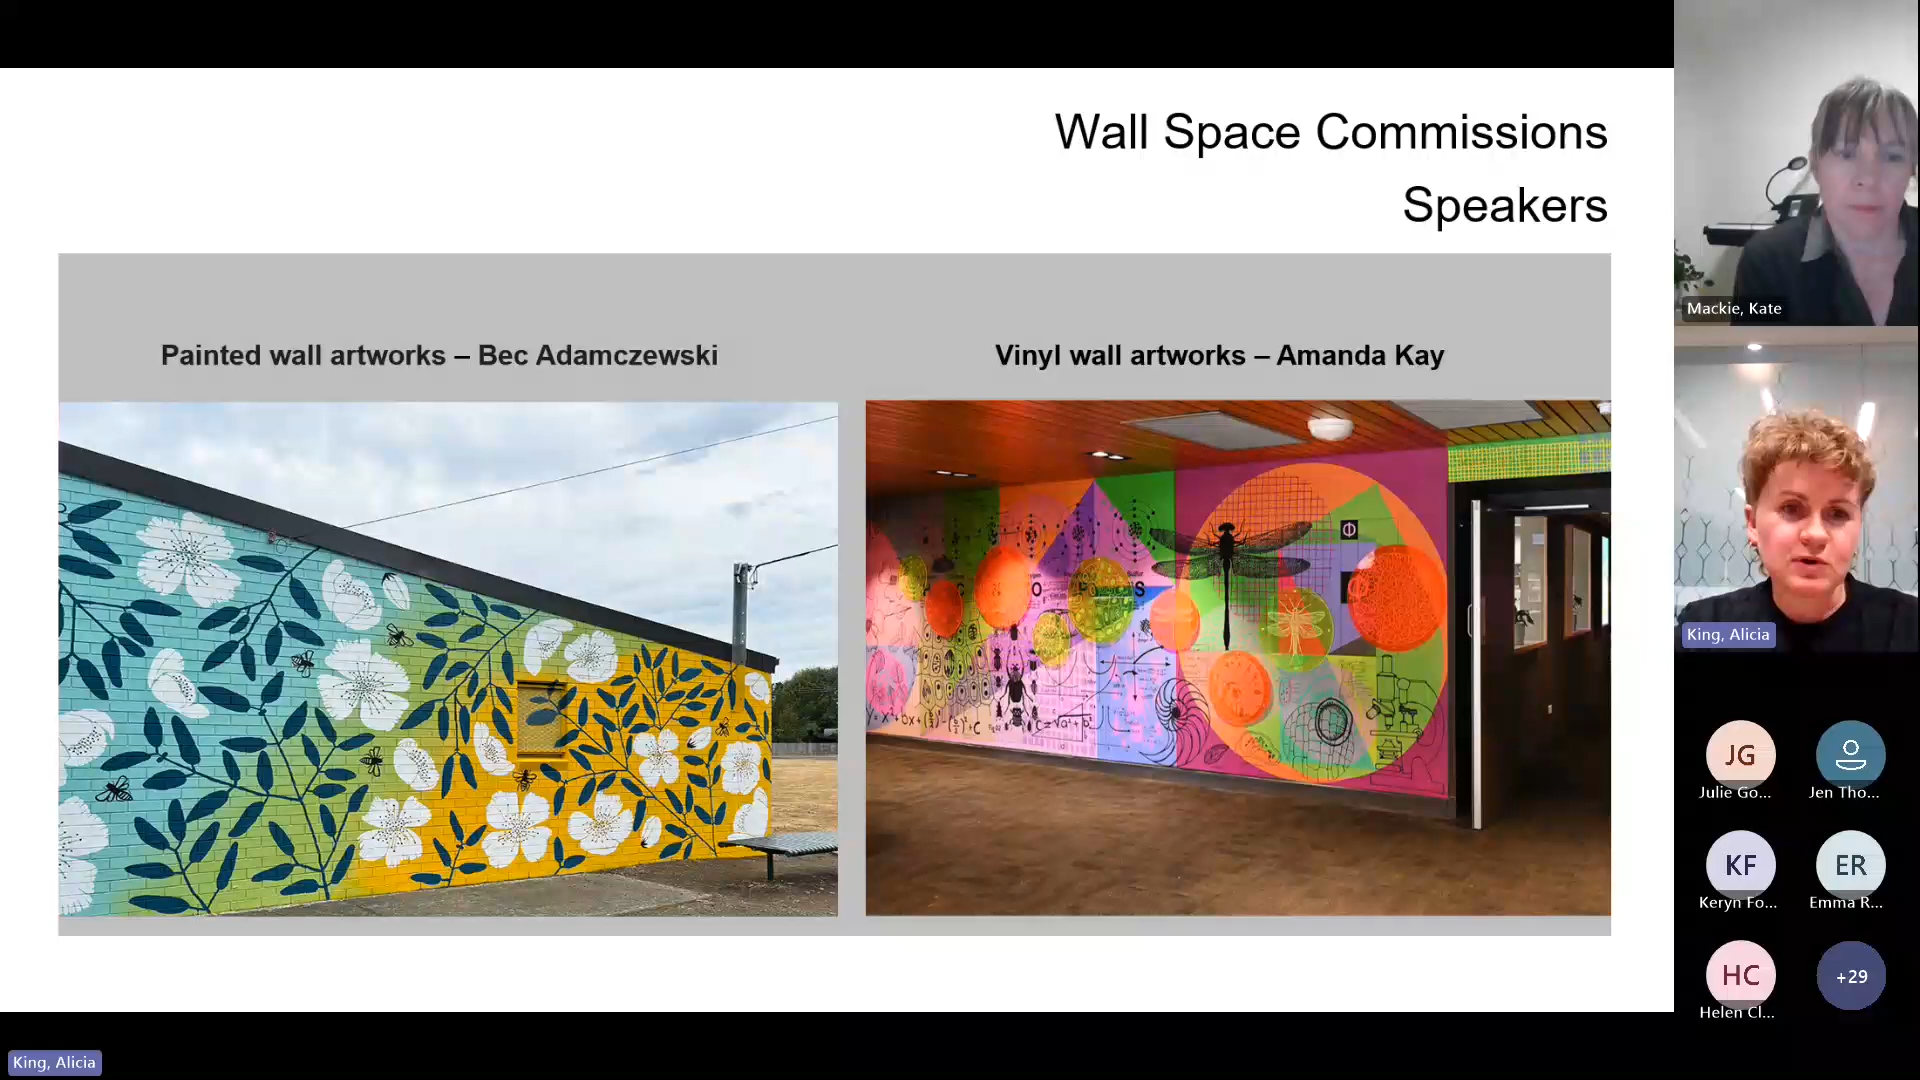 Wall Space Commissions
Speakers
Painted wall artworks – Bec Adamczewski
Vinyl wall artworks – Amanda Kay
Mackie, Kate
King, Alicia
JG
Julie Go...
Jen Tho...
KF
Keryn Fo...
ER
Emma R...
HC
Helen Cl...
+29
King, Alicia